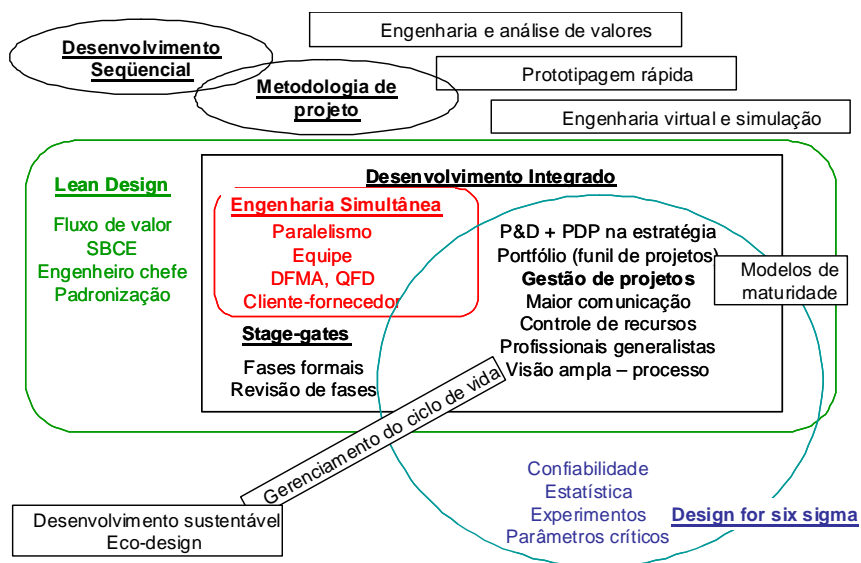 Desenvolvimento
Seqüencial
Engenharia e análise de valores
Metodologia de
projeto
Prototipagem rápida
Engenharia virtual e simulação
Lean Design
Fluxo de valor
SBCE
Engenheiro chefe
Padronização
Desenvolvimento Integrado
Engenharia Simultânea
Paralelismo
Equipe
DFMA, QFD
Cliente-fornecedor
Stage-gates
Fases formais
Revisão de fases
P&D + PDP na estratégia
Portfólio (funil de projetos)
Gestão de projetos
Maior comunicação
Controle de recursos
Profissionais generalistas
Visão ampla – processo
Modelos de
maturidade
Gerenciamento do ciclo de vida
Desenvolvimento sustentável
Eco-design
Confiabilidade
Estatística
Experimentos
Parâmetros críticos
Design for six sigma